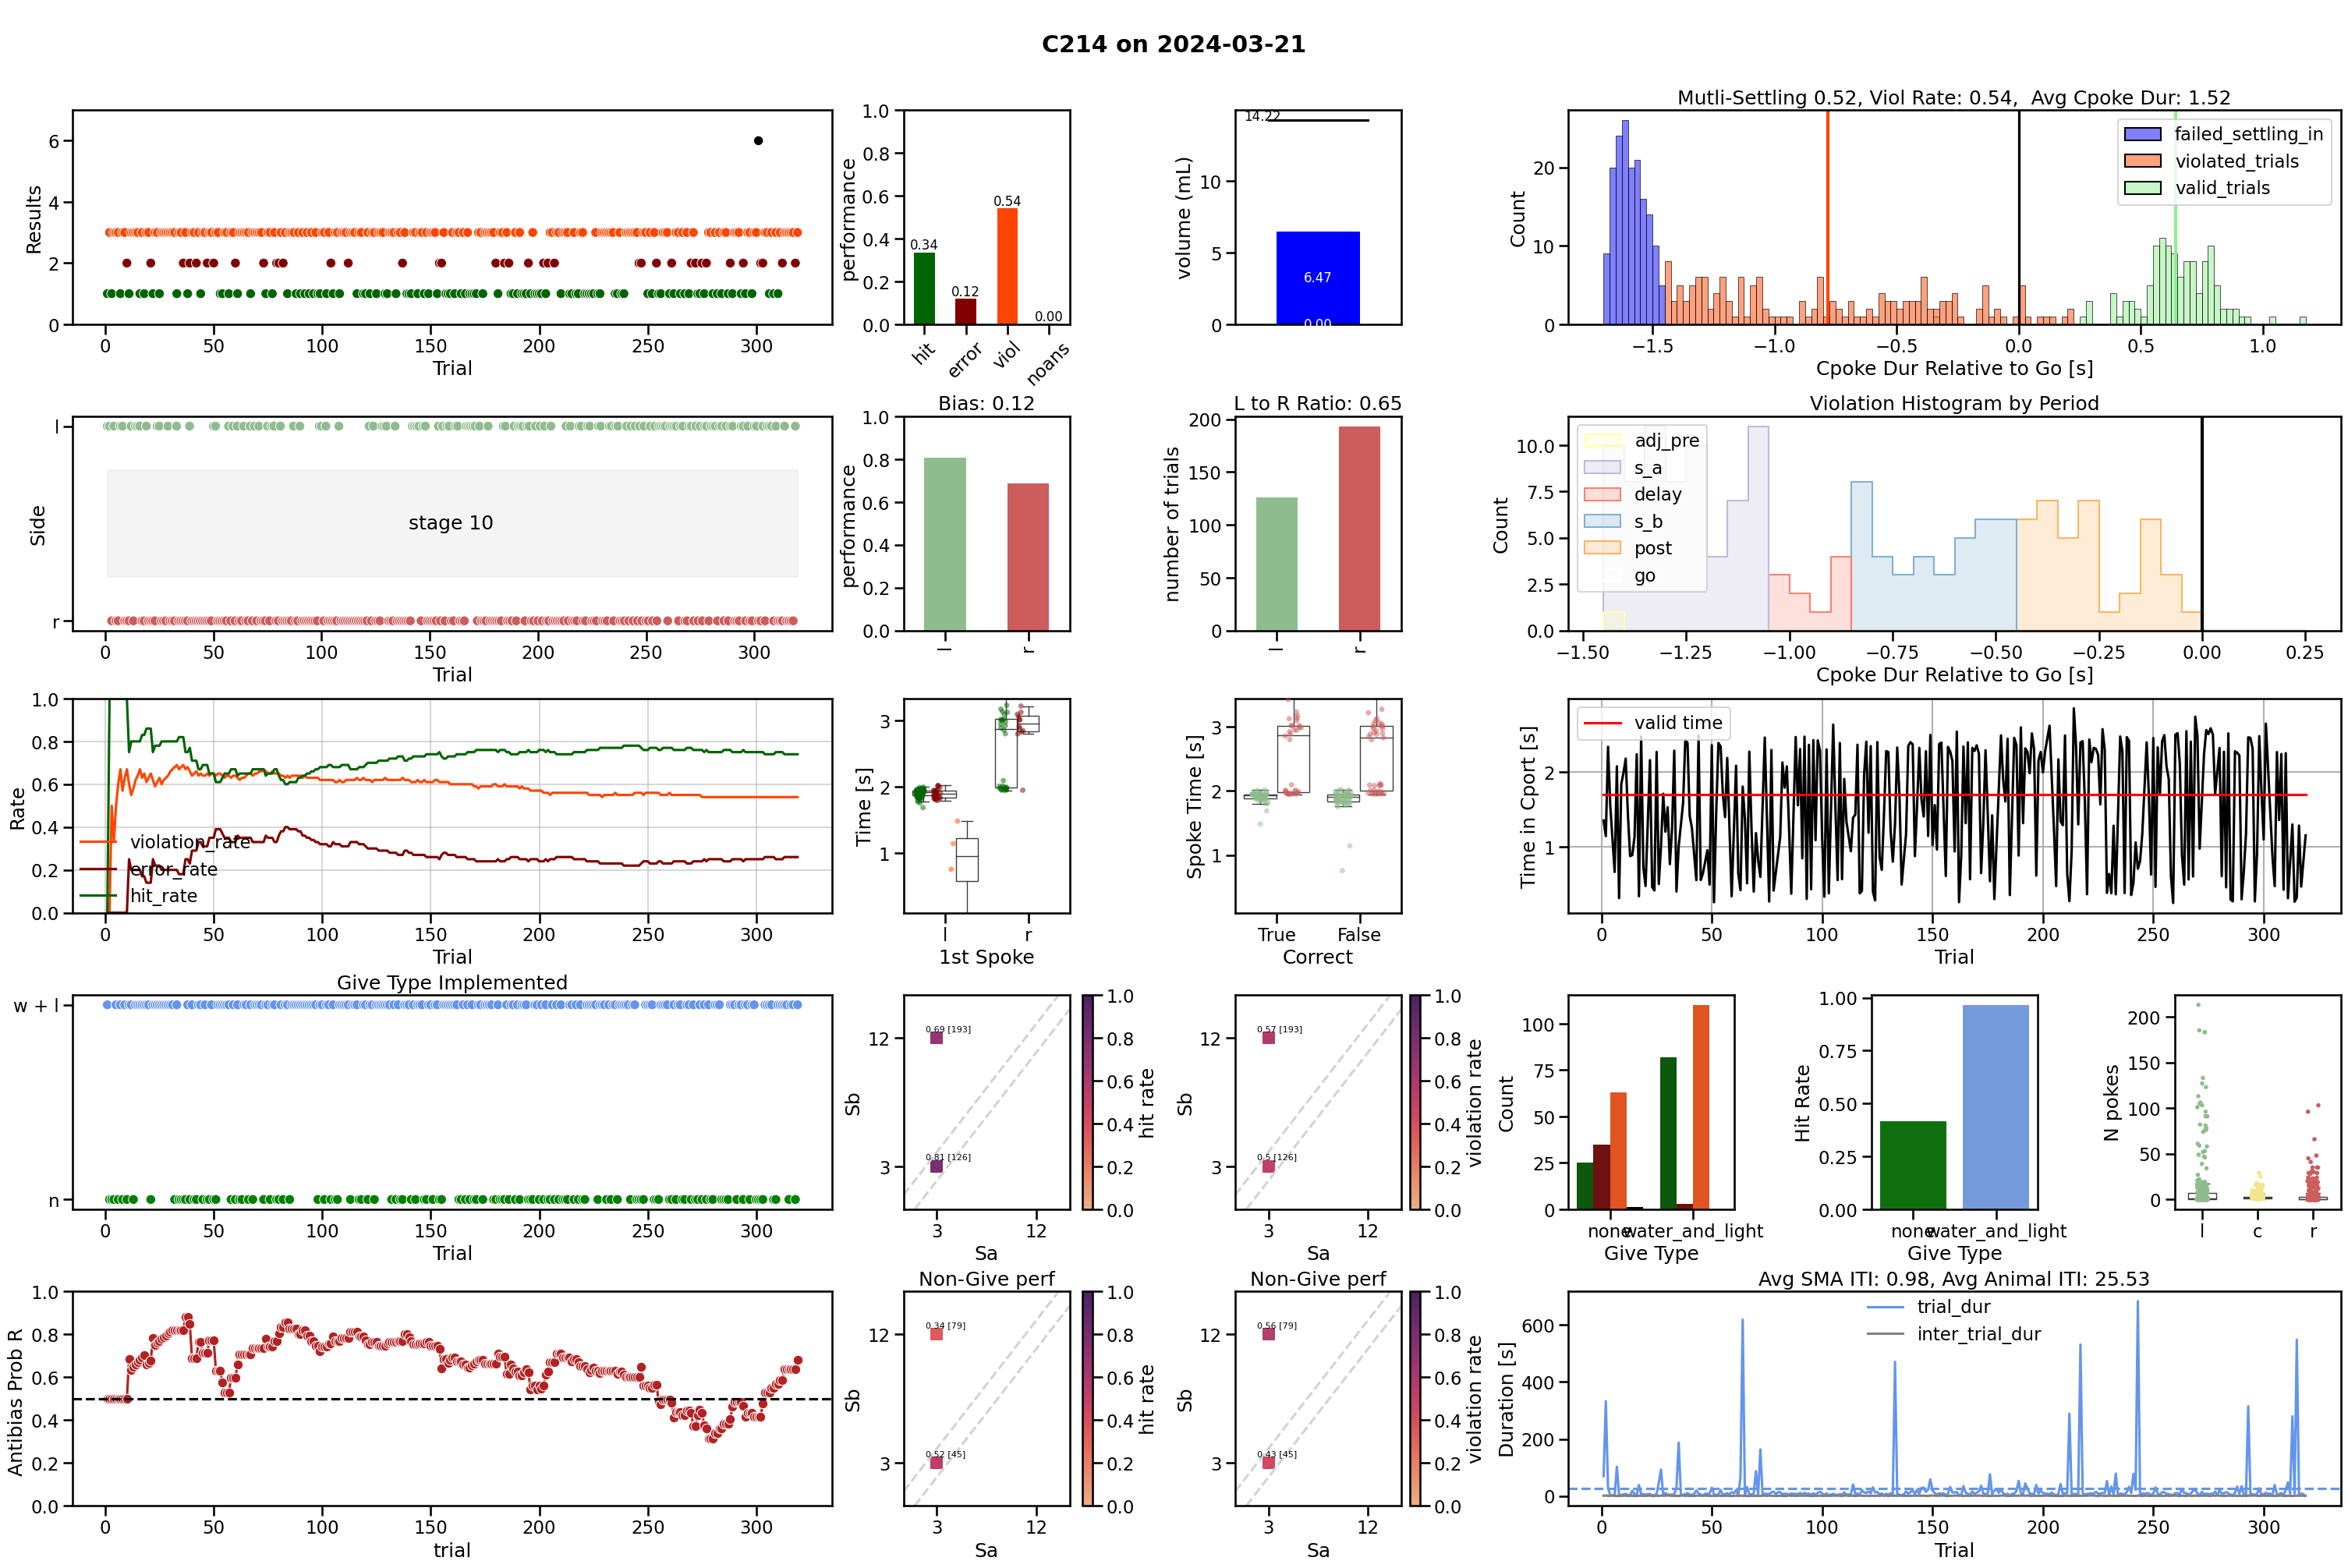 C214 on 2024-03-21
Results
6
4
2
0
0 50 100 150 200 250 300
Trial
performance
1.0
0.8
0.6
0.4
0.2
0.0
0.34
0.12
0.54
0.00
hit error viol noans
volume (mL)
10
5
0
14.22
6.47
0.00
Mutli-Settling 0.52, Viol Rate: 0.54, Avg Cpoke Dur: 1.52
failed_settling_in
violated_trials
valid_trials
Count
20
10
0
−1.5 −1.0 −0.5 0.0 0.5 1.0
Cpoke Dur Relative to Go [s]
Side
l
stage 10
r
0 50 100 150 200 250 300
Trial
Bias: 0.12
performance
1.0
0.8
0.6
0.4
0.2
0.0
l r
L to R Ratio: 0.65
number of trials
200
150
100
50
0
l r
Violation Histogram by Period
adj_pre
s_a
delay
s_b
post
go
Count
10.0
7.5
5.0
2.5
0.0
−1.50 −1.25 −1.00 −0.75 −0.50 −0.25 0.00 0.25
Cpoke Dur Relative to Go [s]
Rate
1.0
0.8
0.6
0.4
0.2
0.0
violation_rate
error_rate
hit_rate
0 50 100 150 200 250 300
Trial
Time [s]
3
2
1
l r
1st Spoke
Spoke Time [s]
3
2
1
True False
Correct
Time in Cport [s]
valid time
2
1
0 50 100 150 200 250 300
Trial
Give Type Implemented
w + l
n
0 50 100 150 200 250 300
Trial
Sb
12
3
0.69 [193]
0.81 [126]
3 12
Sa
1.0
0.8
0.6
0.4
0.2
0.0
hit rate
Sb
12
3
0.57 [193]
0.5 [126]
3 12
Sa
1.0
0.8
0.6
0.4
0.2
0.0
violation rate
Count
100
75
50
25
0
none water_and_light
Give Type
Hit Rate
1.00
0.75
0.50
0.25
0.00
none water_and_light
Give Type
N pokes
200
150
100
50
0
l c r
Antibias Prob R
1.0
0.8
0.6
0.4
0.2
0.0
0 50 100 150 200 250 300
trial
Non-Give perf
Sb
12
3
0.34 [79]
0.52 [45]
3 12
Sa
1.0
0.8
0.6
0.4
0.2
0.0
hit rate
Non-Give perf
Sb
12
3
0.56 [79]
0.43 [45]
3 12
Sa
1.0
0.8
0.6
0.4
0.2
0.0
violation rate
Avg SMA ITI: 0.98, Avg Animal ITI: 25.53
trial_dur
inter_trial_dur
Duration [s]
600
400
200
0
0 50 100 150 200 250 300
Trial